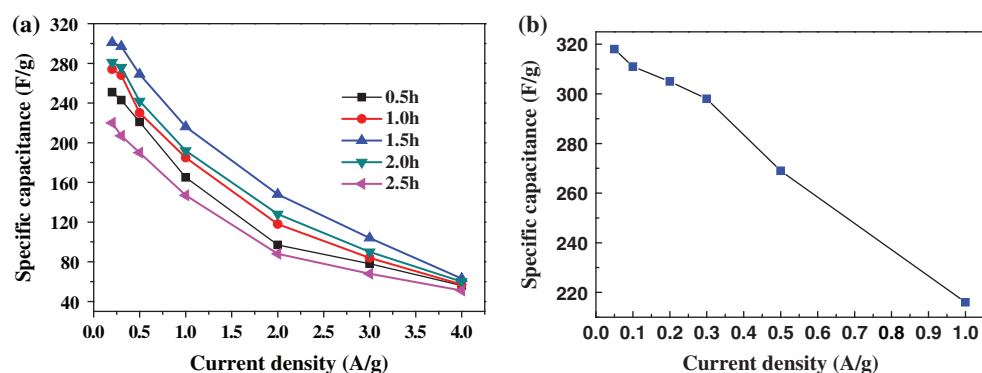 (a)
Specific capacitance (F/g)
320
280
240
200
160
120
80
40
0.0 0.5 1.0 1.5 2.0 2.5 3.0 3.5 4.0
Current density (A/g)
0.5h
1.0h
1.5h
2.0h
2.5h
(b)
Specific capacitance (F/g)
320
300
280
260
240
220
0.0 0.1 0.2 0.3 0.4 0.5 0.6 0.7 0.8 0.9 1.0
Current density (A/g)